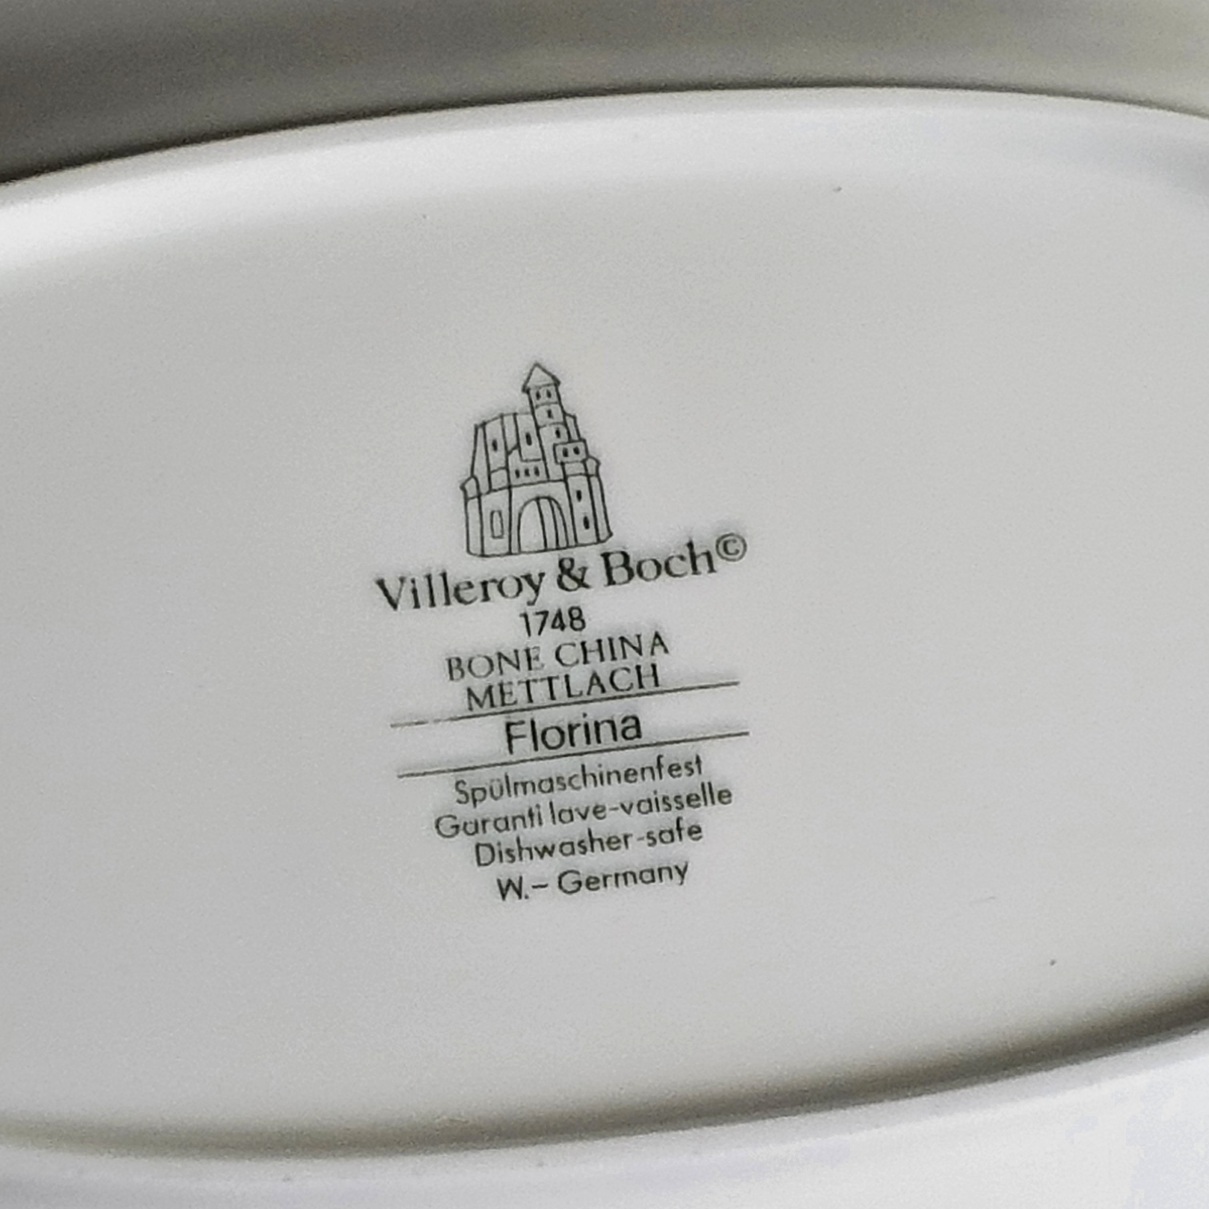 Villeroy & Boch©
1748
BONE CHINA
METTLACH
Florina
Spülmaschinenfest
Garanti lave-vaisselle
Dishwasher-safe
W.– Germany